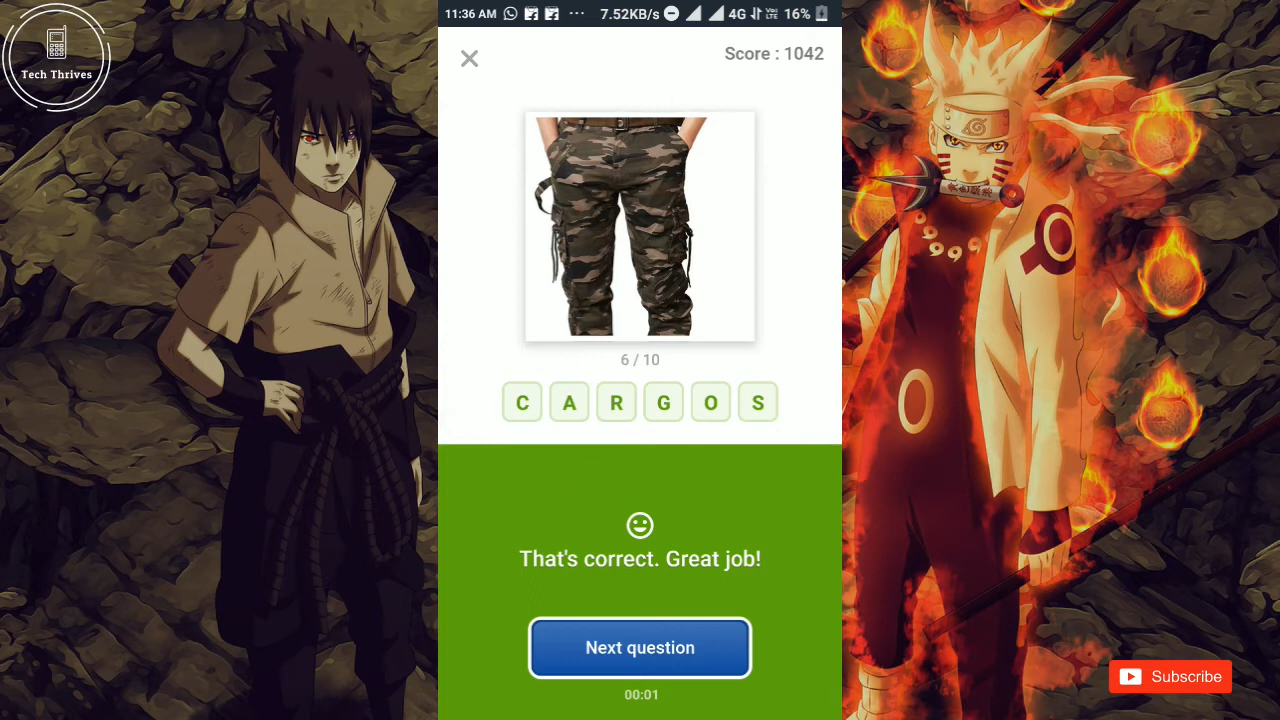 Tech Thrives
11:36 AM ... 7.52KB/s 4G VoLTE 16%
Score : 1042
6 / 10
C A R G O S
That's correct. Great job!
Next question
00:01
Subscribe